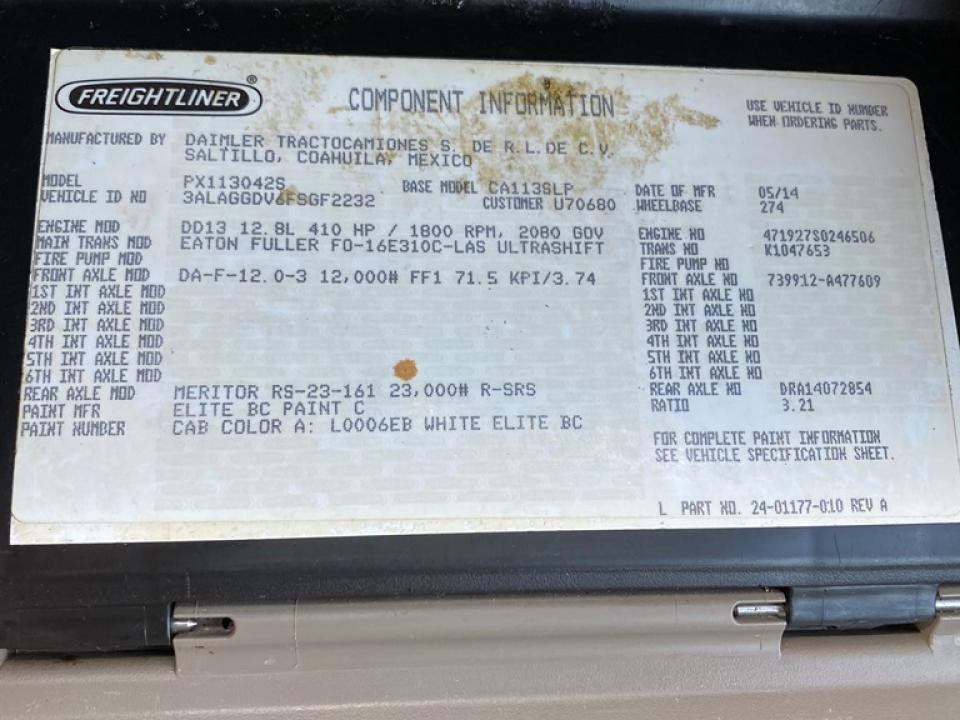 FREIGHTLINER ®
COMPONENT INFORMATION
USE VEHICLE ID NUMBER
WHEN ORDERING PARTS.
MANUFACTURED BY DAIMLER TRACTOCAMIONES S. DE R.L.DE C.V.
SALTILLO, COAHUILA, MEXICO
MODEL PX113042S BASE MODEL CA113SLP DATE OF MFR 05/14
VEHICLE ID NO 3ALAGGDV6FSGF2232 CUSTOMER U70680 WHEELBASE 274
ENGINE MOD DD13 12.8L 410 HP / 1800 RPM, 2080 GOV ENGINE NO 471927S0246506
MAIN TRANS MOD EATON FULLER FO-16E310C-LAS ULTRASHIFT TRANS NO K1047653
FIRE PUMP MOD FIRE PUMP NO
FRONT AXLE MOD DA-F-12.0-3 12,000# FF1 71.5 KPI/3.74 FRONT AXLE NO 739912-A477609
1ST INT AXLE MOD 1ST INT AXLE NO
2ND INT AXLE MOD 2ND INT AXLE NO
3RD INT AXLE MOD 3RD INT AXLE NO
4TH INT AXLE MOD 4TH INT AXLE NO
5TH INT AXLE MOD 5TH INT AXLE NO
6TH INT AXLE MOD 6TH INT AXLE NO
REAR AXLE MOD MERITOR RS-23-161 23,000# R-SRS REAR AXLE NO DRA14072854
PAINT MFR ELITE BC PAINT C RATIO 3.21
PAINT NUMBER CAB COLOR A: L0006EB WHITE ELITE BC
FOR COMPLETE PAINT INFORMATION
SEE VEHICLE SPECIFICATION SHEET.
L PART NO. 24-01177-010 REV A